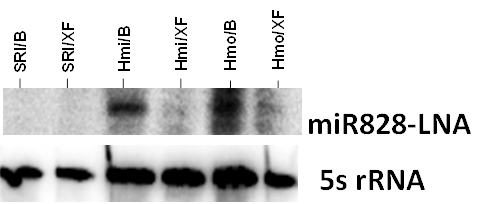 SRI/B
SRI/XF
Hmi/B
Hmi/XF
Hmo/B
Hmo/XF
miR828-LNA
5s rRNA